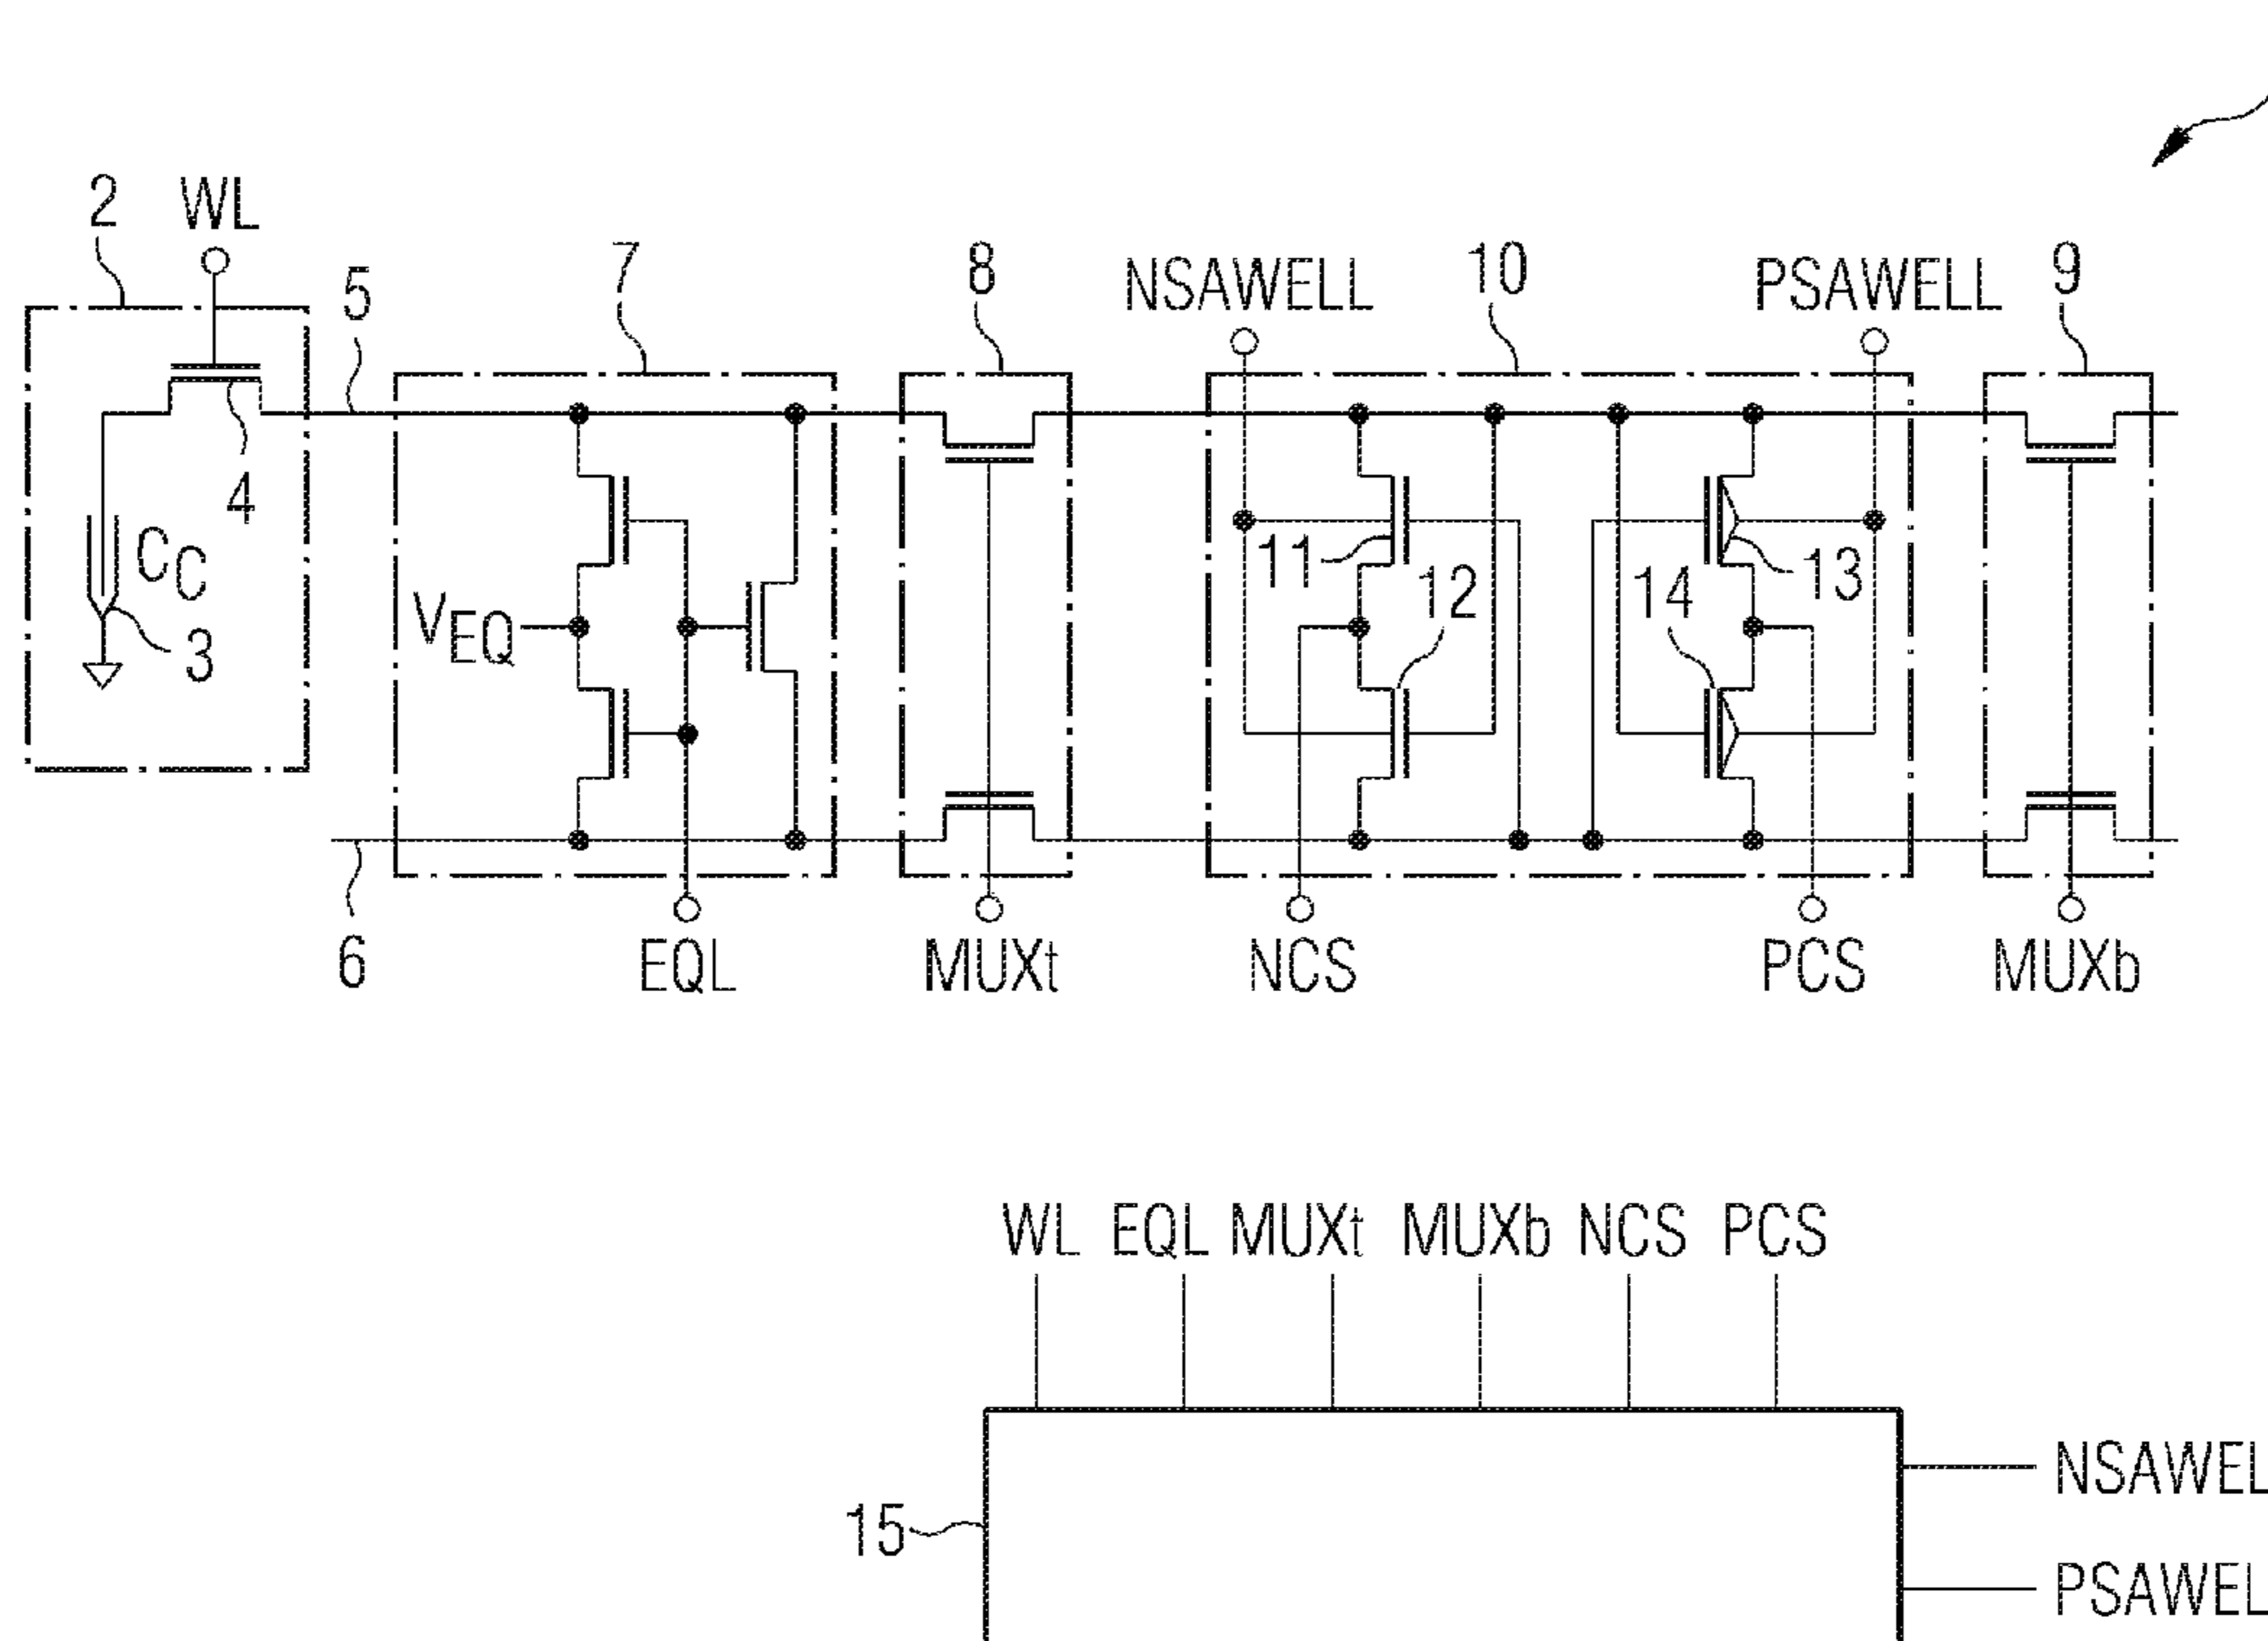 2 WL
5 7 8 NSAWELL 10 PSAWELL 9
4
CC
3
VEQ
11 12 14 13
6 EQL MUXt NCS PCS MUXb
WL EQL MUXt MUXb NCS PCS
NSAWEL
15
PSAWEL